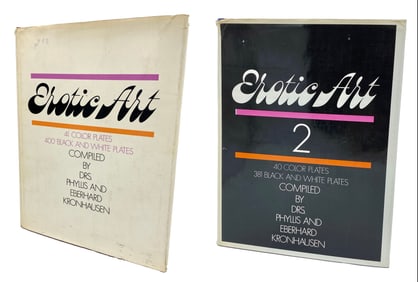 Erotic Art
41 COLOR PLATES
400 BLACK AND WHITE PLATES
COMPILED
BY
DRS.
PHYLLIS AND
EBERHARD
KRONHAUSEN
Erotic Art
2
40 COLOR PLATES
381 BLACK AND WHITE PLATES
COMPILED
BY
DRS.
PHYLLIS AND
EBERHARD
KRONHAUSEN